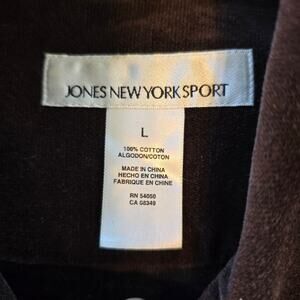 JONES NEW YORK SPORT
L
100% COTTON
ALGODON/COTON
MADE IN CHINA
HECHO EN CHINA
FABRIQUE EN CHINE
RN 54050
CA 08349